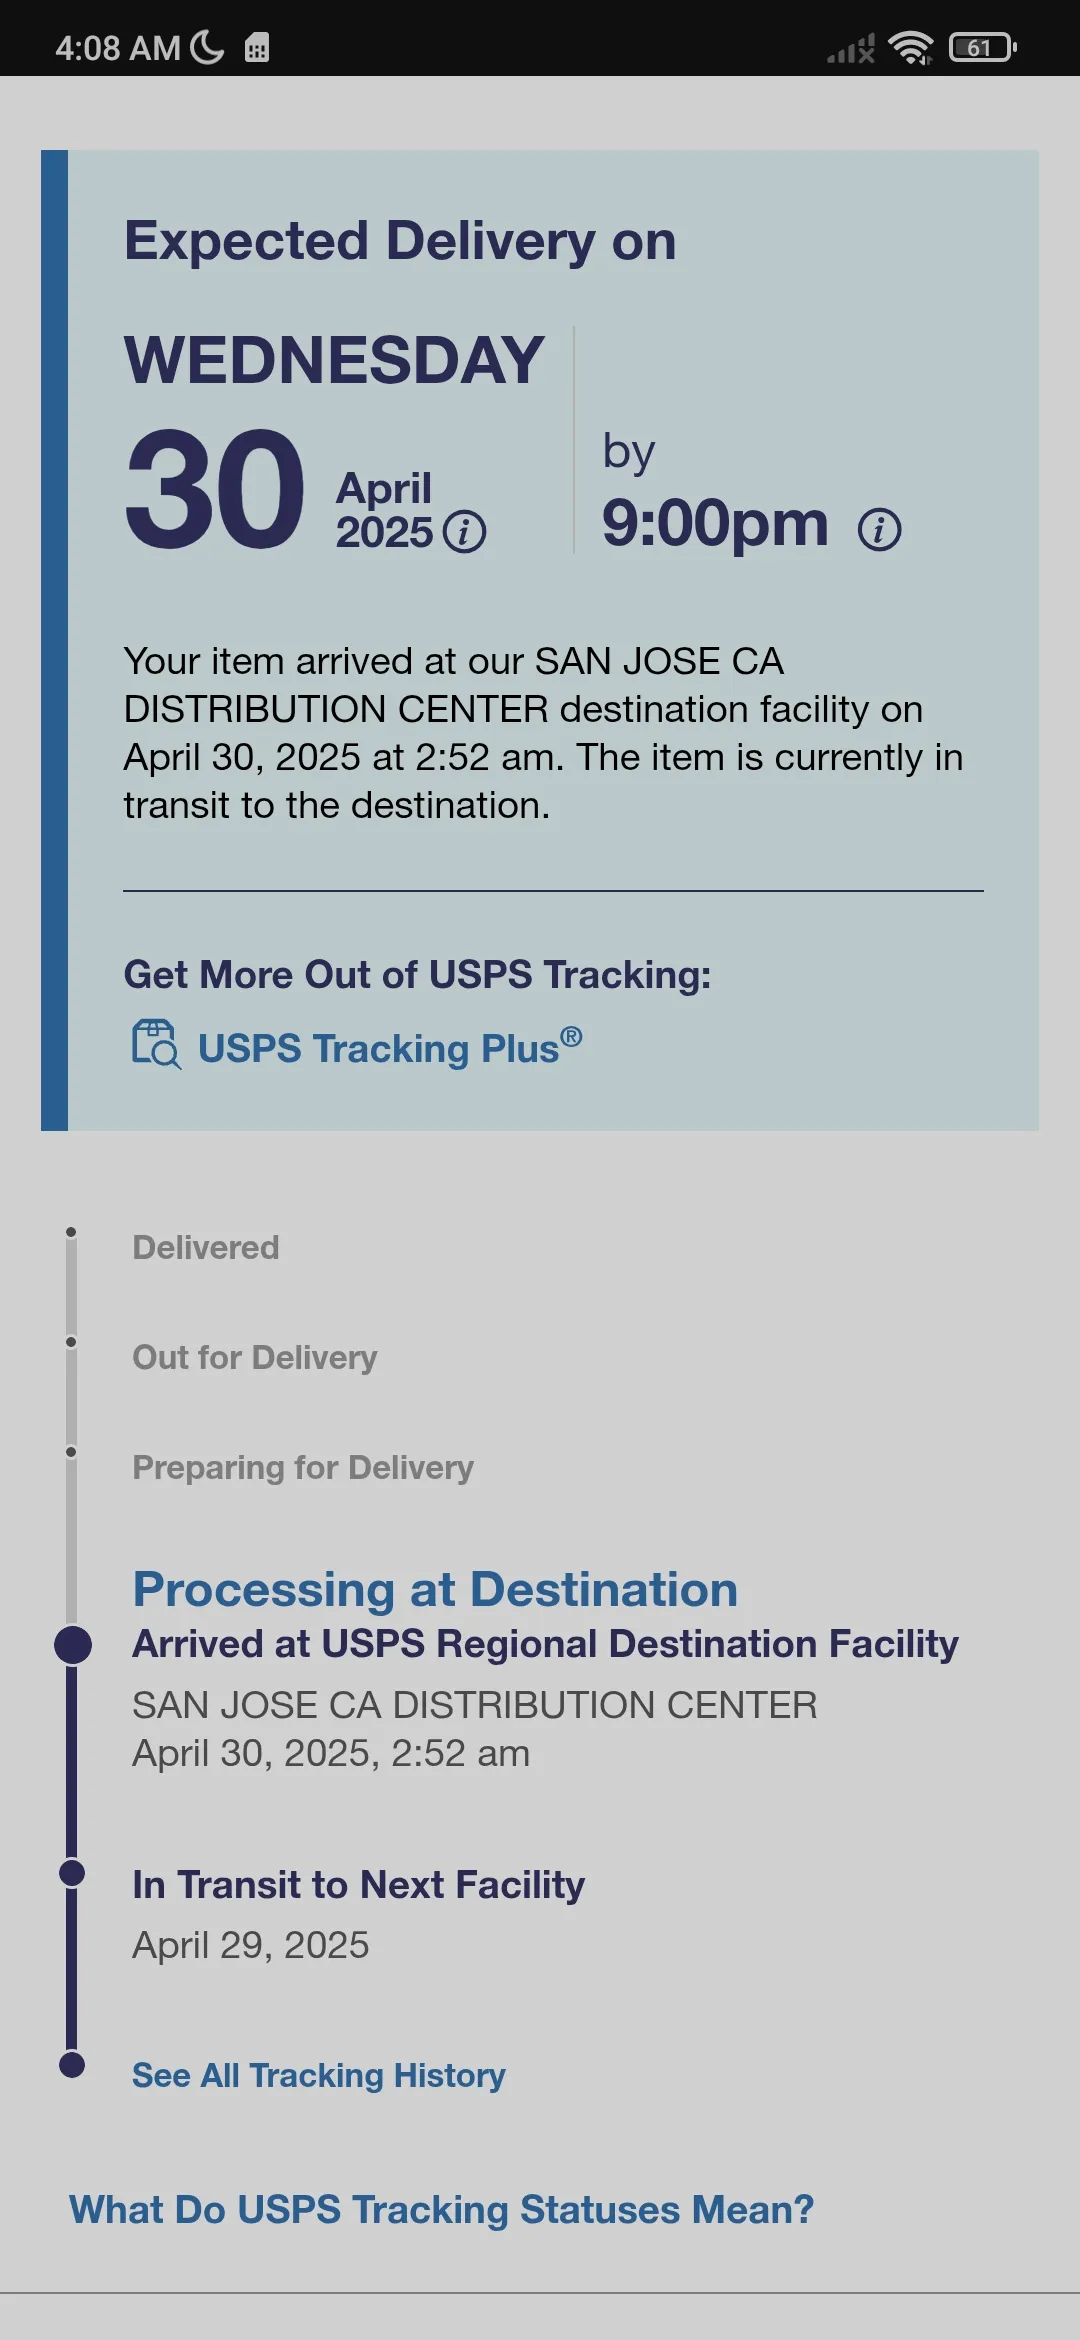 4:08 AM
61
Expected Delivery on
WEDNESDAY
30 April
2025
by
9:00pm
Your item arrived at our SAN JOSE CA
DISTRIBUTION CENTER destination facility on
April 30, 2025 at 2:52 am. The item is currently in
transit to the destination.
Get More Out of USPS Tracking:
USPS Tracking Plus®
Delivered
Out for Delivery
Preparing for Delivery
Processing at Destination
Arrived at USPS Regional Destination Facility
SAN JOSE CA DISTRIBUTION CENTER
April 30, 2025, 2:52 am
In Transit to Next Facility
April 29, 2025
See All Tracking History
What Do USPS Tracking Statuses Mean?